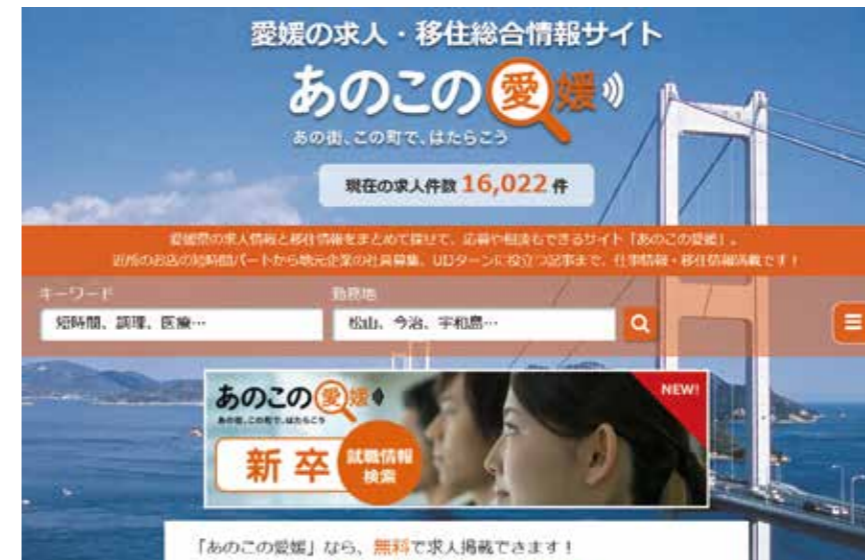 愛媛の求人・移住総合情報サイト
あのこの愛媛
あの街、この町で、はたらこう
現在の求人件数 16,022 件
愛媛県の求人情報と移住情報をまとめて探せて、応募や相談もできるサイト「あのこの愛媛」。
近所のお店の短時間パートから地元企業の社員募集、UIJターンに役立つ記事まで、仕事情報・移住情報満載です!
キーワード
勤務地
短時間、調理、医療…
松山、今治、宇和島…
あのこの愛媛
あの街、この町で、はたらこう
NEW!
新卒
就職情報
検索
「あのこの愛媛」なら、無料で求人掲載できます!